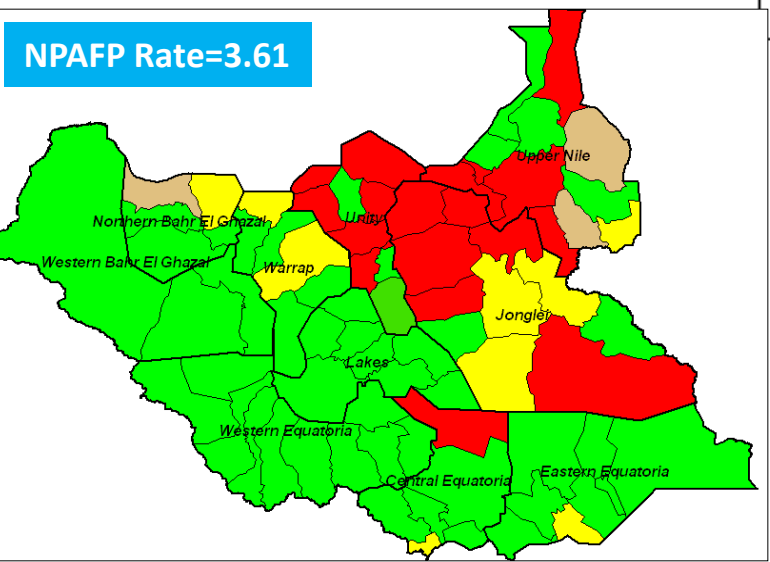 NPAFP Rate=3.61
Upper Nile
Northern Bahr El Ghazal
Unity
Western Bahr El Ghazal
Warrap
Jonglei
Lakes
Western Equatoria
Eastern Equatoria
Central Equatoria